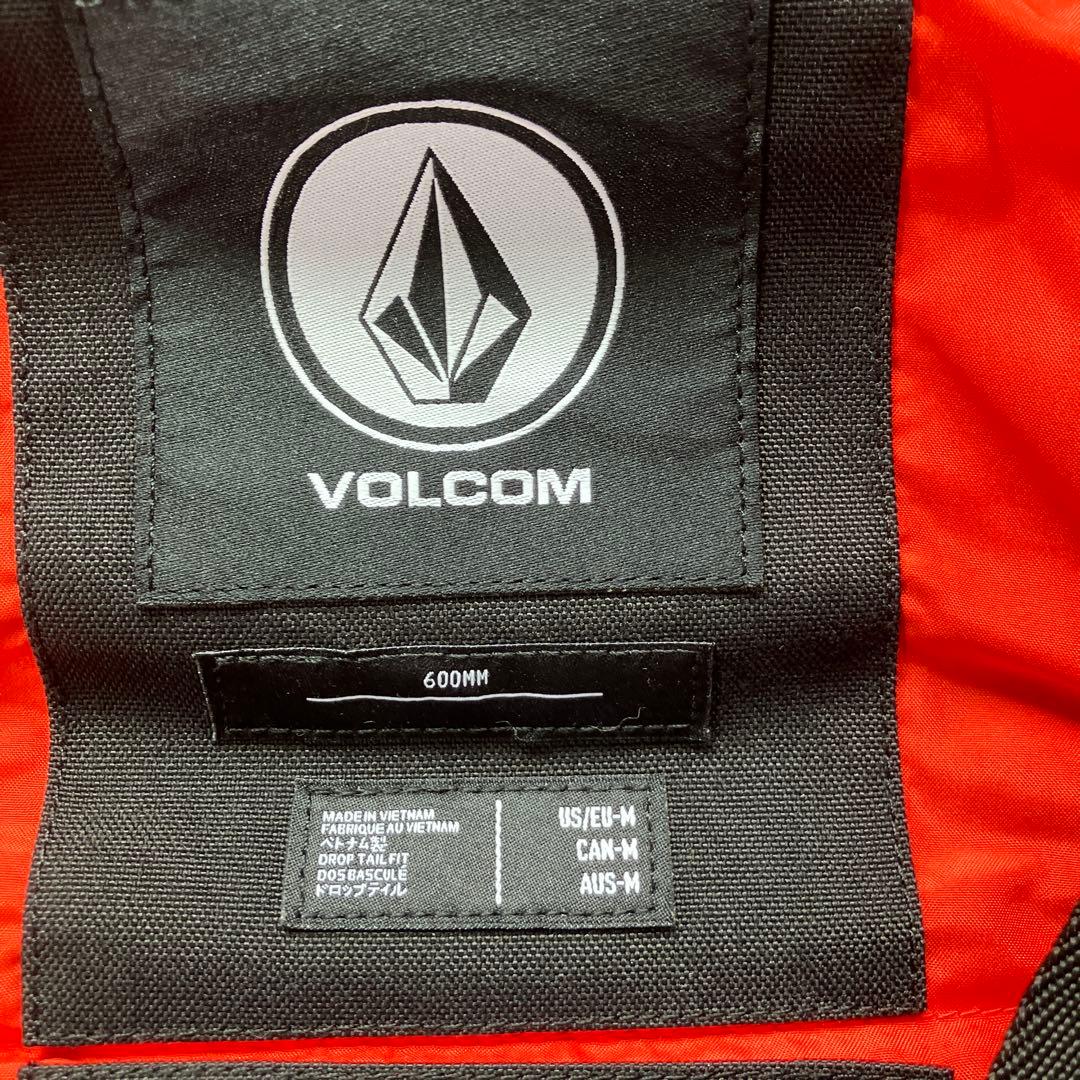 VOLCOM
600MM
MADE IN VIETNAM
FABRIQUE AU VIETNAM
ベトナム製
DROP TAIL FIT
DOS BASCULÉ
ドロップテイル
US/EU-M
CAN-M
AUS-M